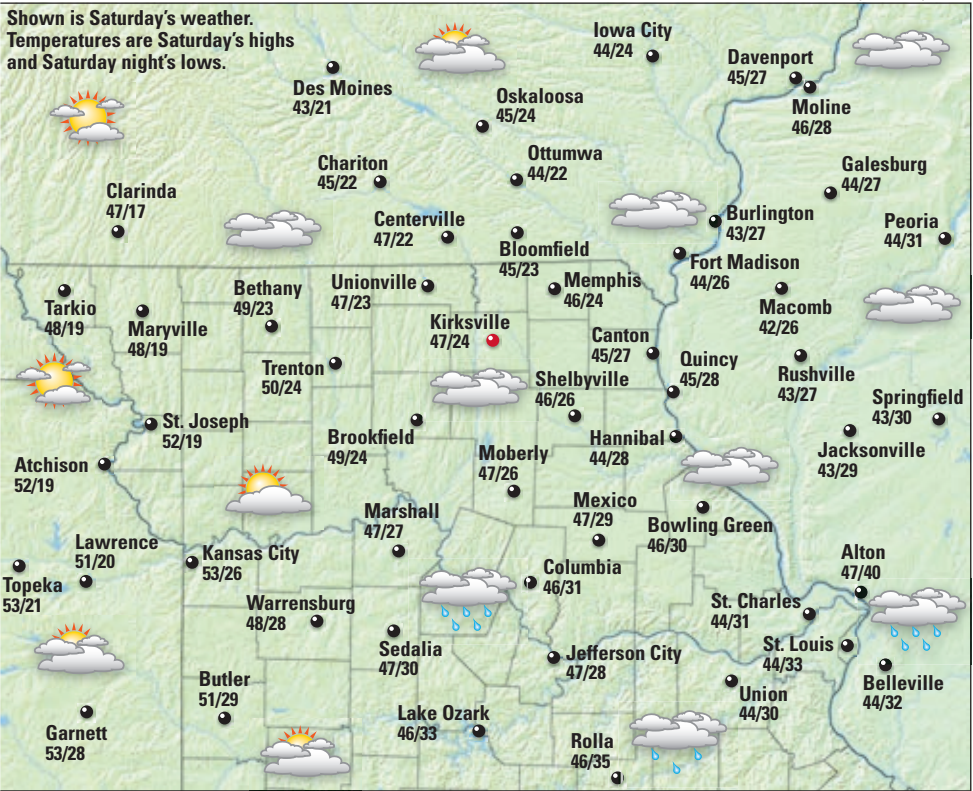 Shown is Saturday's weather.
Temperatures are Saturday's highs
and Saturday night's lows.
Iowa City
44/24
Davenport
45/27
Des Moines
43/21
Oskaloosa
45/24
Moline
46/28
Chariton
45/22
Ottumwa
44/22
Galesburg
44/27
Clarinda
47/17
Centerville
47/22
Bloomfield
45/23
Burlington
43/27
Peoria
44/31
Fort Madison
44/26
Tarkio
48/19
Maryville
48/19
Bethany
49/23
Unionville
47/23
Memphis
46/24
Macomb
42/26
Kirksville
47/24
Trenton
50/24
Canton
45/27
Quincy
45/28
Rushville
43/27
Shelbyville
46/26
Springfield
43/30
St. Joseph
52/19
Brookfield
49/24
Hannibal
44/28
Jacksonville
43/29
Atchison
52/19
Moberly
47/26
Marshall
47/27
Mexico
47/29
Bowling Green
46/30
Lawrence
51/20
Kansas City
53/26
Topeka
53/21
Columbia
46/31
Alton
47/40
Warrensburg
48/28
St. Charles
44/31
Sedalia
47/30
Jefferson City
47/28
St. Louis
44/33
Butler
51/29
Union
44/30
Belleville
44/32
Garnett
53/28
Lake Ozark
46/33
Rolla
46/35